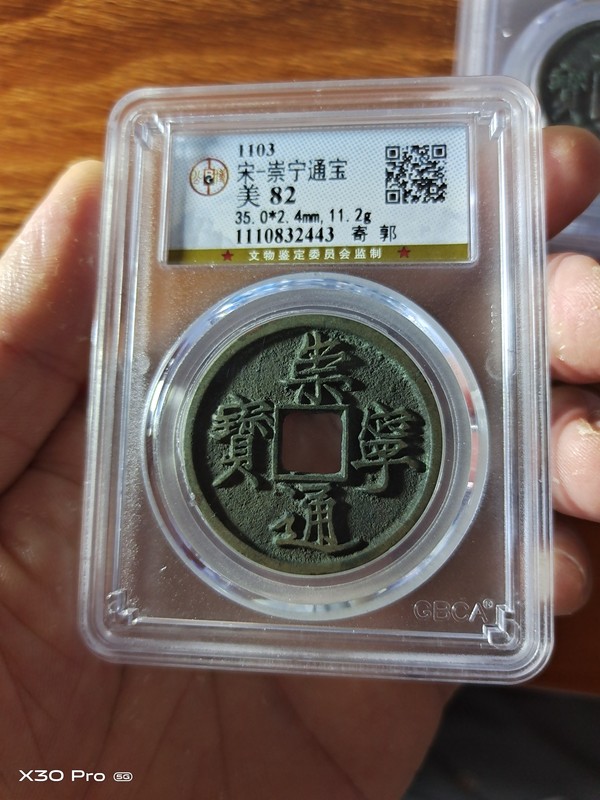 1103
宋-崇宁通宝
美 82
35.0*2.4mm,11.2g
1110832443 寄 郭
★ 文物鉴定委员会监制 ★
崇
寶 寧
通
GBCA®
X30 Pro 5G